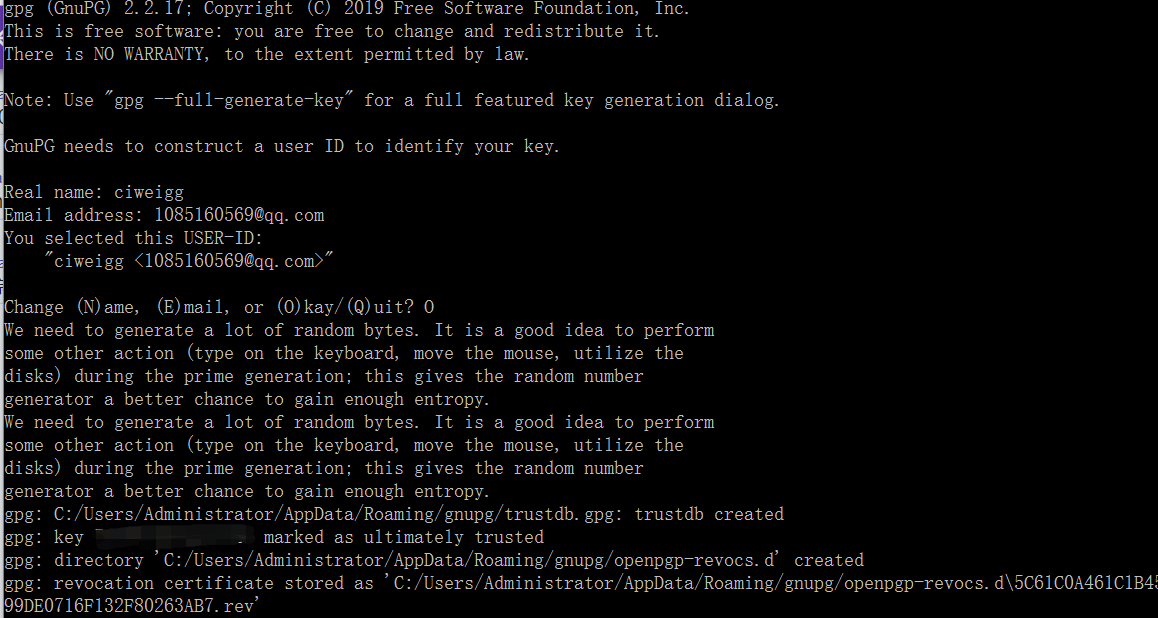 gpg (GnuPG) 2.2.17; Copyright (C) 2019 Free Software Foundation, Inc.
This is free software: you are free to change and redistribute it.
There is NO WARRANTY, to the extent permitted by law.
Note: Use "gpg --full-generate-key" for a full featured key generation dialog.
GnuPG needs to construct a user ID to identify your key.
Real name: ciweigg
Email address: 1085160569@qq.com
You selected this USER-ID:
"ciweigg <1085160569@qq.com>"
Change (N)ame, (E)mail, or (O)kay/(Q)uit? O
We need to generate a lot of random bytes. It is a good idea to perform
some other action (type on the keyboard, move the mouse, utilize the
disks) during the prime generation; this gives the random number
generator a better chance to gain enough entropy.
We need to generate a lot of random bytes. It is a good idea to perform
some other action (type on the keyboard, move the mouse, utilize the
disks) during the prime generation; this gives the random number
generator a better chance to gain enough entropy.
gpg: C:/Users/Administrator/AppData/Roaming/gnupg/trustdb.gpg: trustdb created
gpg: key marked as ultimately trusted
gpg: directory 'C:/Users/Administrator/AppData/Roaming/gnupg/openpgp-revocs.d' created
gpg: revocation certificate stored as 'C:/Users/Administrator/AppData/Roaming/gnupg/openpgp-revocs.d\5C61C0A461C1B45
99DE0716F132F80263AB7.rev'